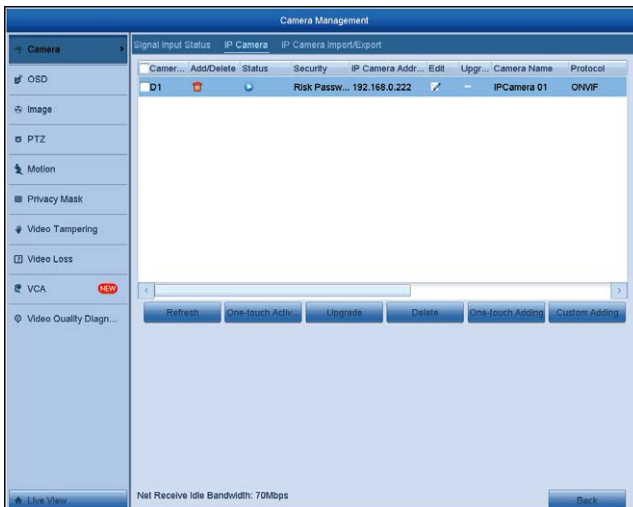 Camera Management
Camera
OSD
Image
PTZ
Motion
Privacy Mask
Video Tampering
Video Loss
VCA NEW
Video Quality Diagn...
Live View
Signal Input Status IP Camera IP Camera Import/Export
Camer... Add/Delete Status Security IP Camera Addr... Edit Upgr... Camera Name Protocol
D1 Risk Passw... 192.168.0.222 IPCamera 01 ONVIF
Refresh One-touch Activ... Upgrade Delete One-touch Adding Custom Adding
Net Receive Idle Bandwidth: 70Mbps
Back